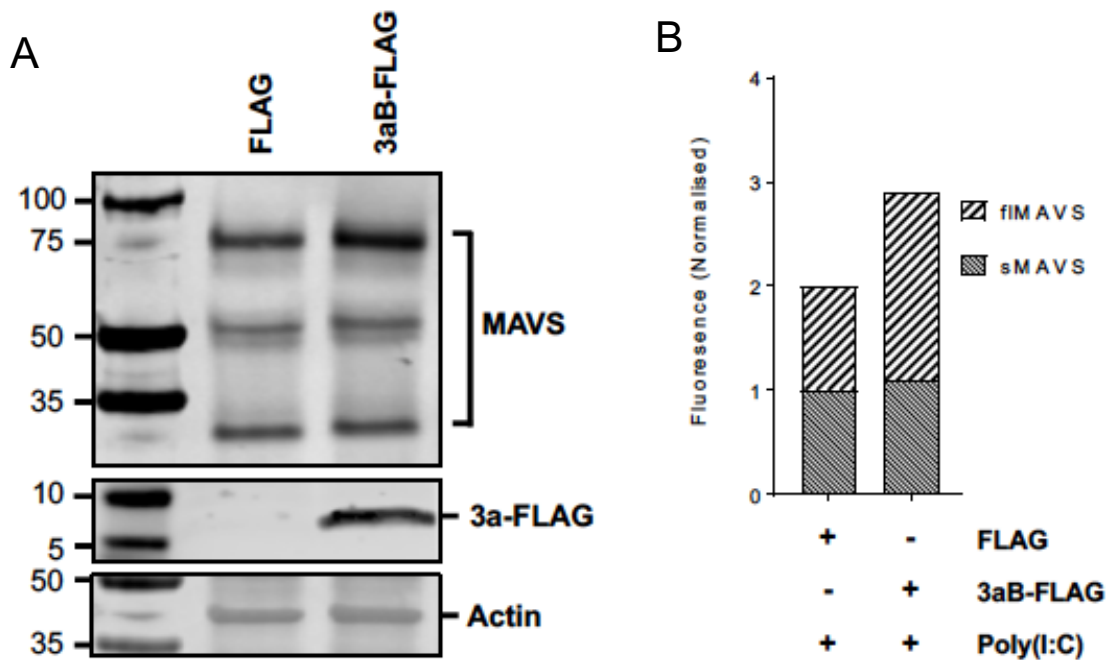 A
FLAG
3aB-FLAG
100
75
50
35
MAVS
10
5
3a-FLAG
50
35
Actin
B
Fluoresence (Normalised)
4
3
2
1
0
flMAVS
sMAVS
+ - FLAG
- + 3aB-FLAG
+ + Poly(I:C)